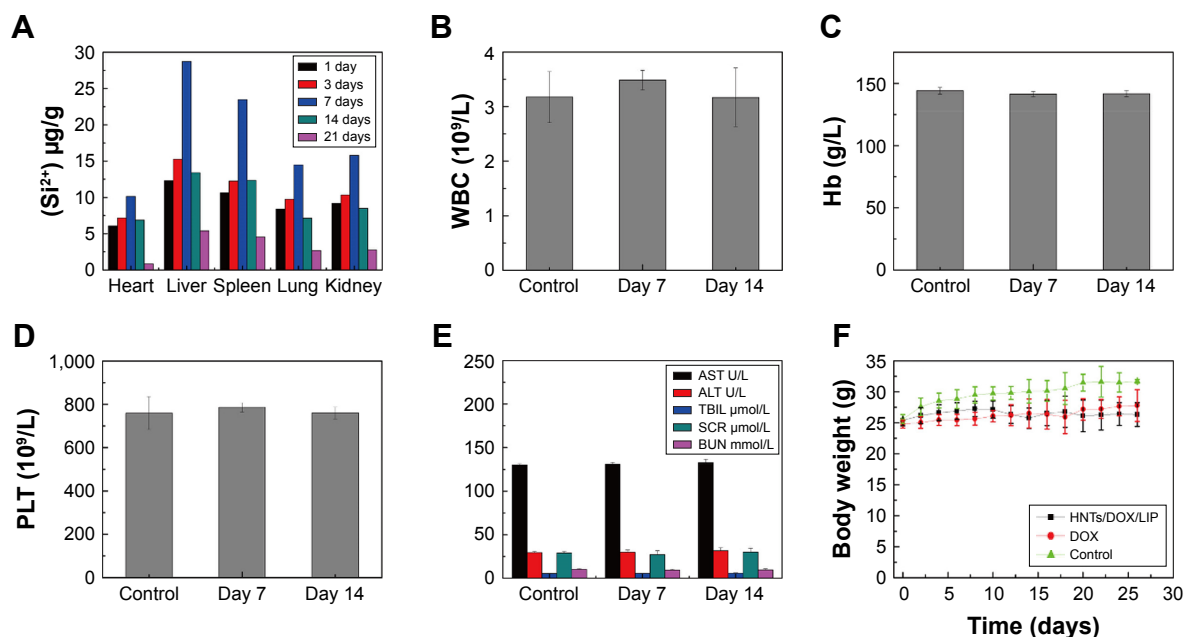 A
(Si²⁺) µg/g
30
25
20
15
10
5
0
Heart Liver Spleen Lung Kidney
1 day
3 days
7 days
14 days
21 days
B
WBC (10⁹/L)
4
3
2
1
0
Control Day 7 Day 14
C
Hb (g/L)
150
100
50
0
Control Day 7 Day 14
D
PLT (10⁹/L)
1,000
800
600
400
200
0
Control Day 7 Day 14
E
250
200
150
125
50
25
0
Control Day 7 Day 14
AST U/L
ALT U/L
TBIL µmol/L
SCR µmol/L
BUN mmol/L
F
Body weight (g)
35
30
25
20
15
10
5
0
0 5 10 15 20 25 30
Time (days)
HNTs/DOX/LIP
DOX
Control